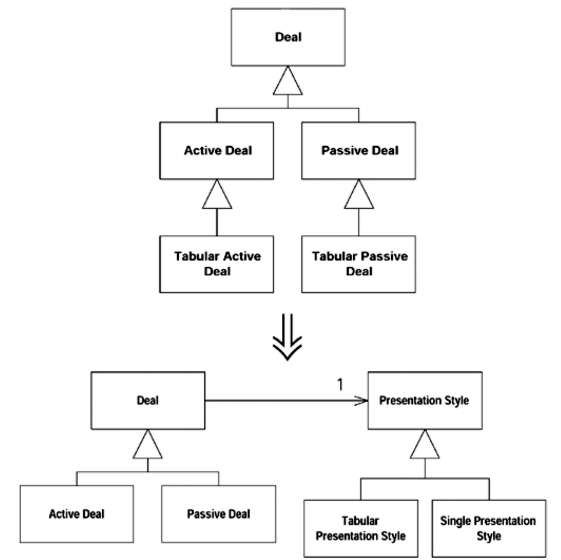 Deal
Active Deal
Passive Deal
Tabular Active
Deal
Tabular Passive
Deal
1
Deal
Presentation Style
Active Deal
Passive Deal
Tabular
Presentation Style
Single Presentation
Style